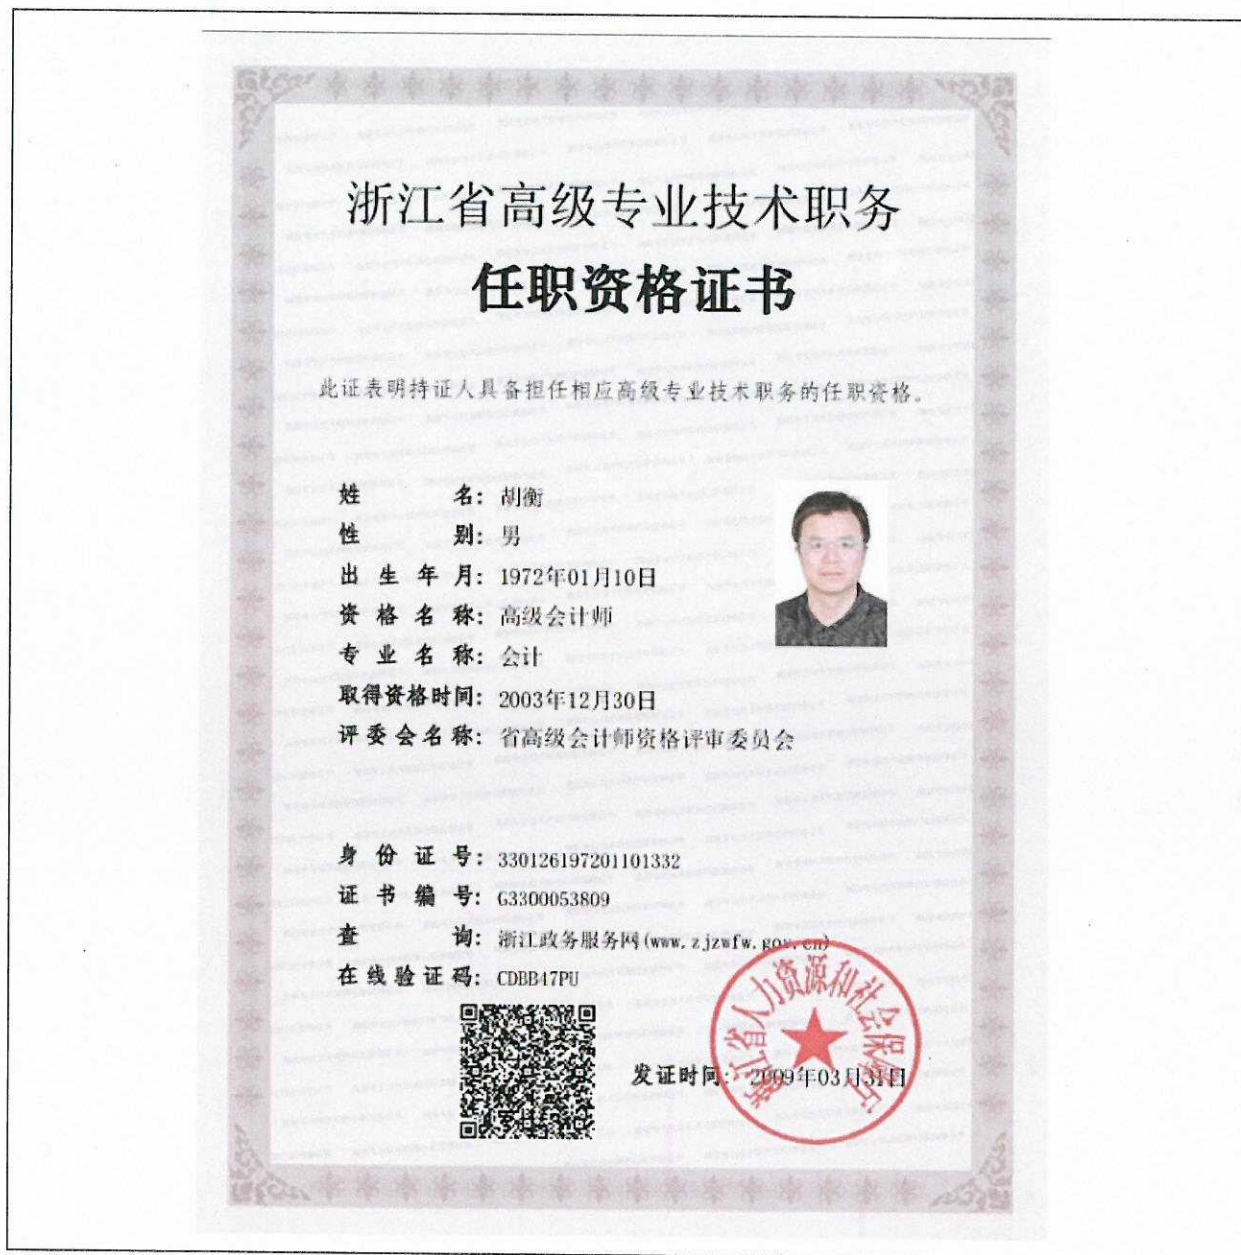 浙江省高级专业技术职务
任职资格证书
此证表明持证人具备担任相应高级专业技术职务的任职资格。
姓名：胡衡
性别：男
出生年月：1972年01月10日
资格名称：高级会计师
专业名称：会计
取得资格时间：2003年12月30日
评委会名称：省高级会计师资格评审委员会
身份证号：330126197201101332
证书编号：G3300053809
查询：浙江政务服务网(www.zjzwfw.gov.cn)
在线验证码：CDBB47PU
浙江省人力资源和社会保障厅
发证时间：2009年03月31日